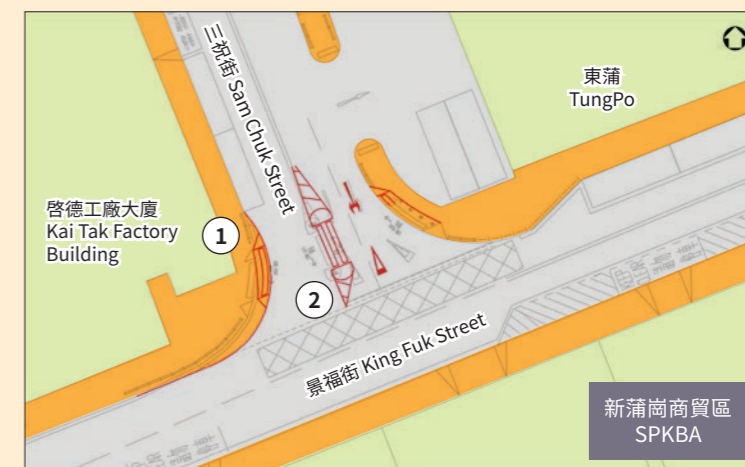 三祝街 Sam Chuk Street
東蒲
TungPo
啓德工廠大廈
Kai Tak Factory
Building
1
2
景福街 King Fuk Street
新蒲崗商貿區
SPKBA